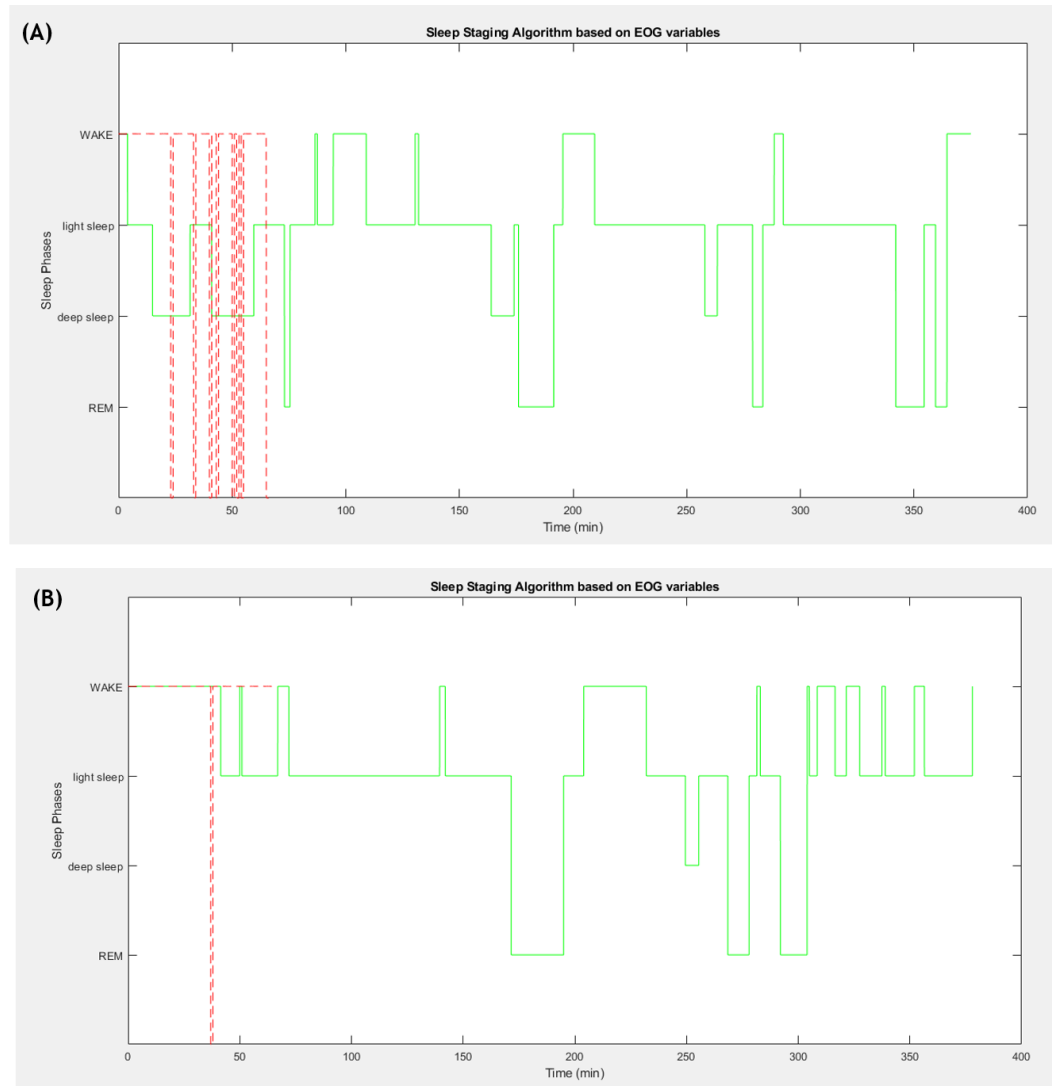 (A)
Sleep Staging Algorithm based on EOG variables
WAKE
light sleep
deep sleep
REM
Sleep Phases
0 50 100 150 200 250 300 350 400
Time (min)
(B)
Sleep Staging Algorithm based on EOG variables
WAKE
light sleep
deep sleep
REM
Sleep Phases
0 50 100 150 200 250 300 350 400
Time (min)